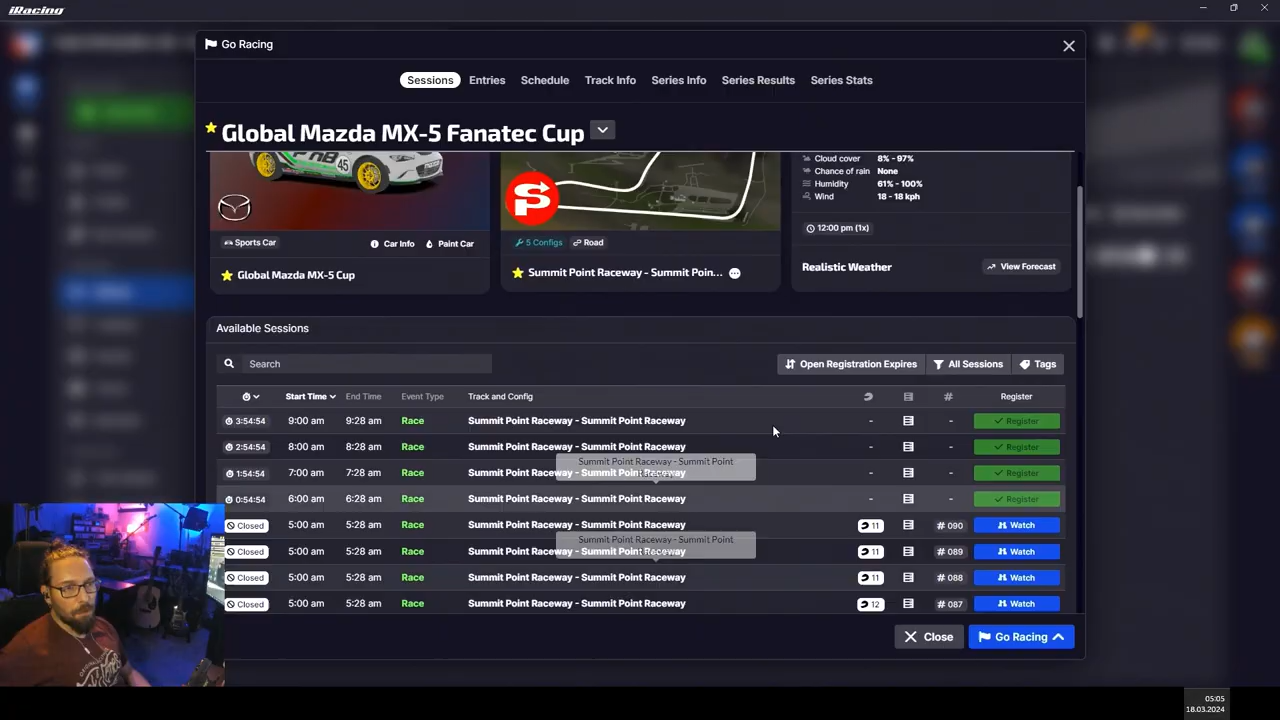 iRacing
Go Racing
Sessions Entries Schedule Track Info Series Info Series Results Series Stats
Global Mazda MX-5 Fanatec Cup
45
Cloud cover 8% - 97%
Chance of rain None
Humidity 61% - 100%
Wind 18 - 18 kph
12:00 pm (1x)
Realistic Weather View Forecast
Sports Car Car Info Paint Car
Global Mazda MX-5 Cup
SP
5 Configs Road
Summit Point Raceway - Summit Poin...
Available Sessions
Search Open Registration Expires All Sessions Tags
Start Time End Time Event Type Track and Config # Register
3:54:54 9:00 am 9:28 am Race Summit Point Raceway - Summit Point Raceway - - Register
2:54:54 8:00 am 8:28 am Race Summit Point Raceway - Summit Point Raceway - - Register
Summit Point Raceway - Summit Point
1:54:54 7:00 am 7:28 am Race Summit Point Raceway - Summit Point Raceway - - Register
0:54:54 6:00 am 6:28 am Race Summit Point Raceway - Summit Point Raceway - - Register
Closed 5:00 am 5:28 am Race Summit Point Raceway - Summit Point Raceway 11 # 090 Watch
Summit Point Raceway - Summit Point
Closed 5:00 am 5:28 am Race Summit Point Raceway - Summit Point Raceway 11 # 089 Watch
Closed 5:00 am 5:28 am Race Summit Point Raceway - Summit Point Raceway 11 # 088 Watch
Closed 5:00 am 5:28 am Race Summit Point Raceway - Summit Point Raceway 12 # 087 Watch
Close Go Racing
05:05
18.03.2024